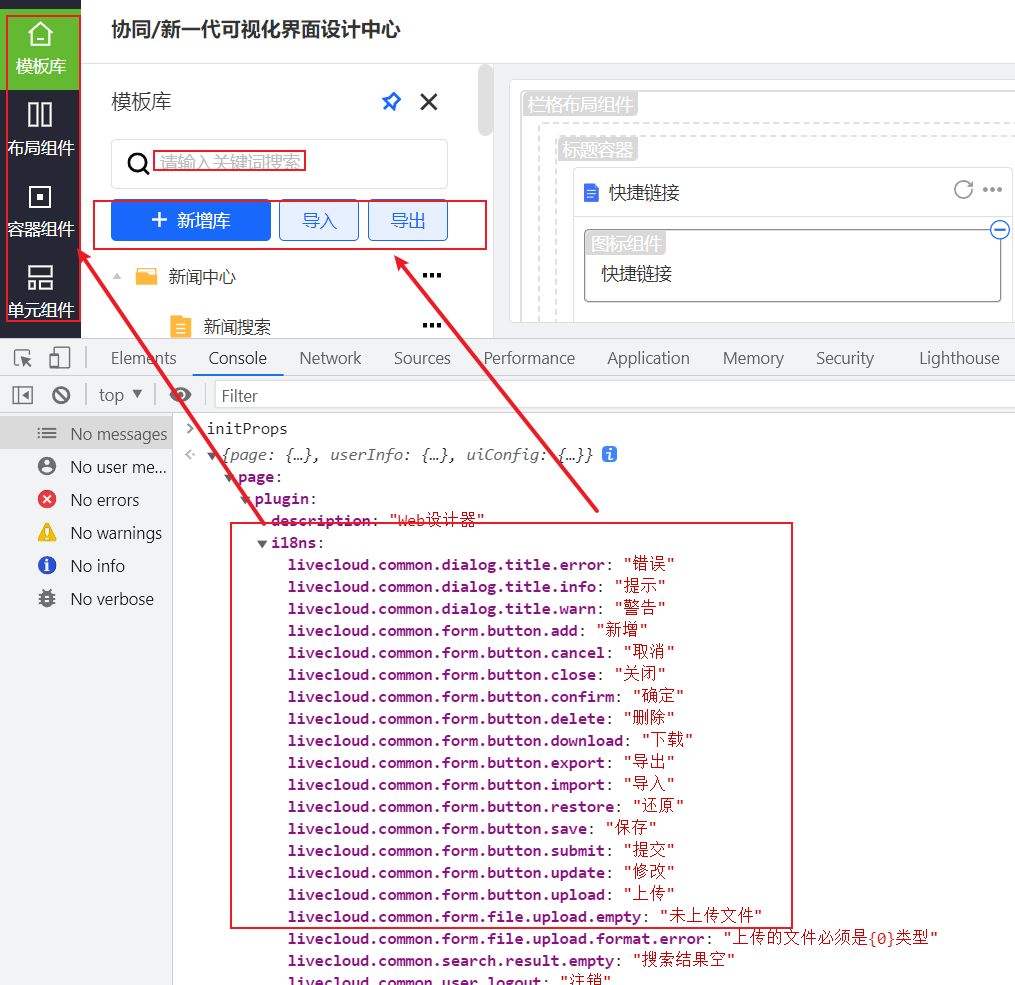 协同/新一代可视化界面设计中心
模板库
布局组件
容器组件
单元组件
模板库
请输入关键词搜索
新增库
导入
导出
新闻中心
新闻搜索
栏格布局组件
标题容器
快捷链接
图标组件
快捷链接
Elements Console Network Sources Performance Application Memory Security Lighthouse
top Filter
No messages
No user me...
No errors
No warnings
No info
No verbose
initProps
{page: {…}, userInfo: {…}, uiConfig: {…}}
page:
plugin:
description: "Web设计器"
i18ns:
livecloud.common.dialog.title.error: "错误"
livecloud.common.dialog.title.info: "提示"
livecloud.common.dialog.title.warn: "警告"
livecloud.common.form.button.add: "新增"
livecloud.common.form.button.cancel: "取消"
livecloud.common.form.button.close: "关闭"
livecloud.common.form.button.confirm: "确定"
livecloud.common.form.button.delete: "删除"
livecloud.common.form.button.download: "下载"
livecloud.common.form.button.export: "导出"
livecloud.common.form.button.import: "导入"
livecloud.common.form.button.restore: "还原"
livecloud.common.form.button.save: "保存"
livecloud.common.form.button.submit: "提交"
livecloud.common.form.button.update: "修改"
livecloud.common.form.button.upload: "上传"
livecloud.common.form.file.upload.empty: "未上传文件"
livecloud.common.form.file.upload.format.error: "上传的文件必须是{0}类型"
livecloud.common.search.result.empty: "搜索结果空"
livecloud.common.user.logout: "注销"